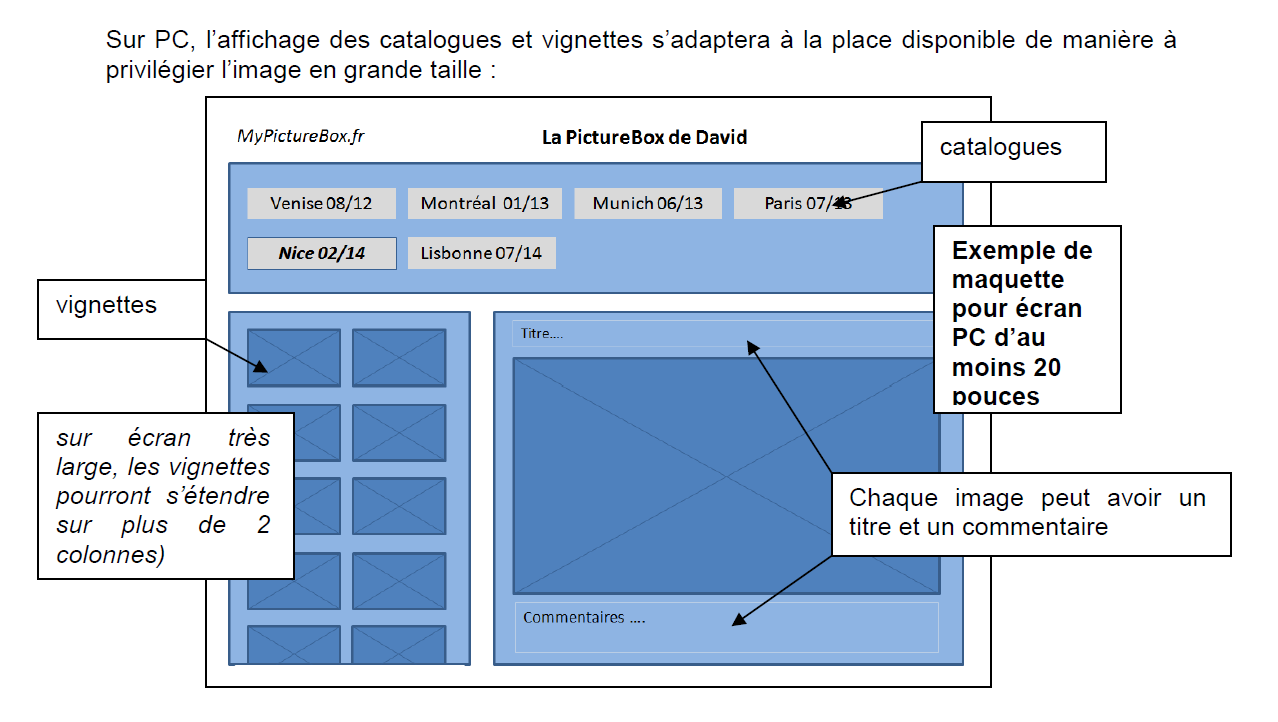 Sur PC, l’affichage des catalogues et vignettes s’adaptera à la place disponible de manière à
privilégier l’image en grande taille :
MyPictureBox.fr
La PictureBox de David
catalogues
Venise 08/12
Montréal 01/13
Munich 06/13
Paris 07/13
Nice 02/14
Lisbonne 07/14
Exemple de
maquette
pour écran
PC d’au
moins 20
pouces
vignettes
Titre....
sur écran très
large, les vignettes
pourront s’étendre
sur plus de 2
colonnes)
Chaque image peut avoir un
titre et un commentaire
Commentaires ....